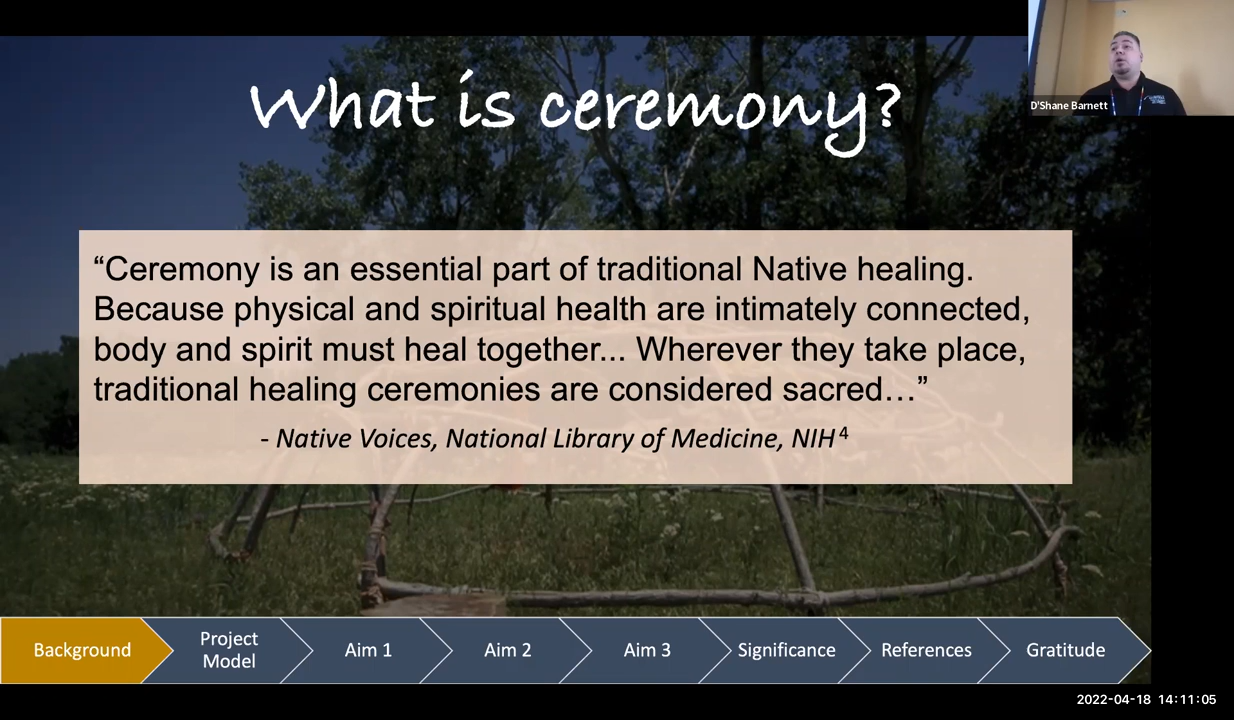 What is ceremony?
D'Shane Barnett
“Ceremony is an essential part of traditional Native healing.
Because physical and spiritual health are intimately connected,
body and spirit must heal together... Wherever they take place,
traditional healing ceremonies are considered sacred…”
- Native Voices, National Library of Medicine, NIH 4
Background
Project
Model
Aim 1
Aim 2
Aim 3
Significance
References
Gratitude
2022-04-18 14:11:05